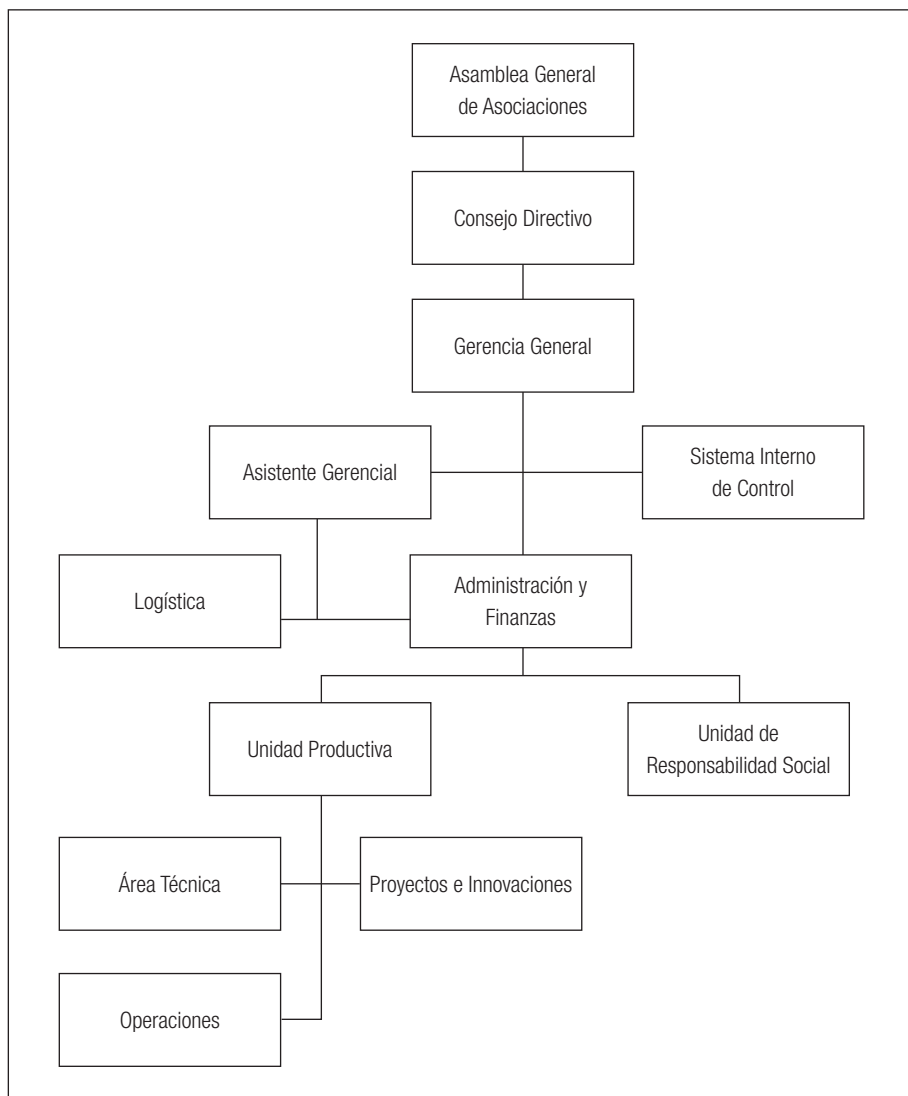 Asamblea General
de Asociaciones
Consejo Directivo
Gerencia General
Asistente Gerencial
Sistema Interno
de Control
Logística
Administración y
Finanzas
Unidad Productiva
Unidad de
Responsabilidad Social
Área Técnica
Proyectos e Innovaciones
Operaciones